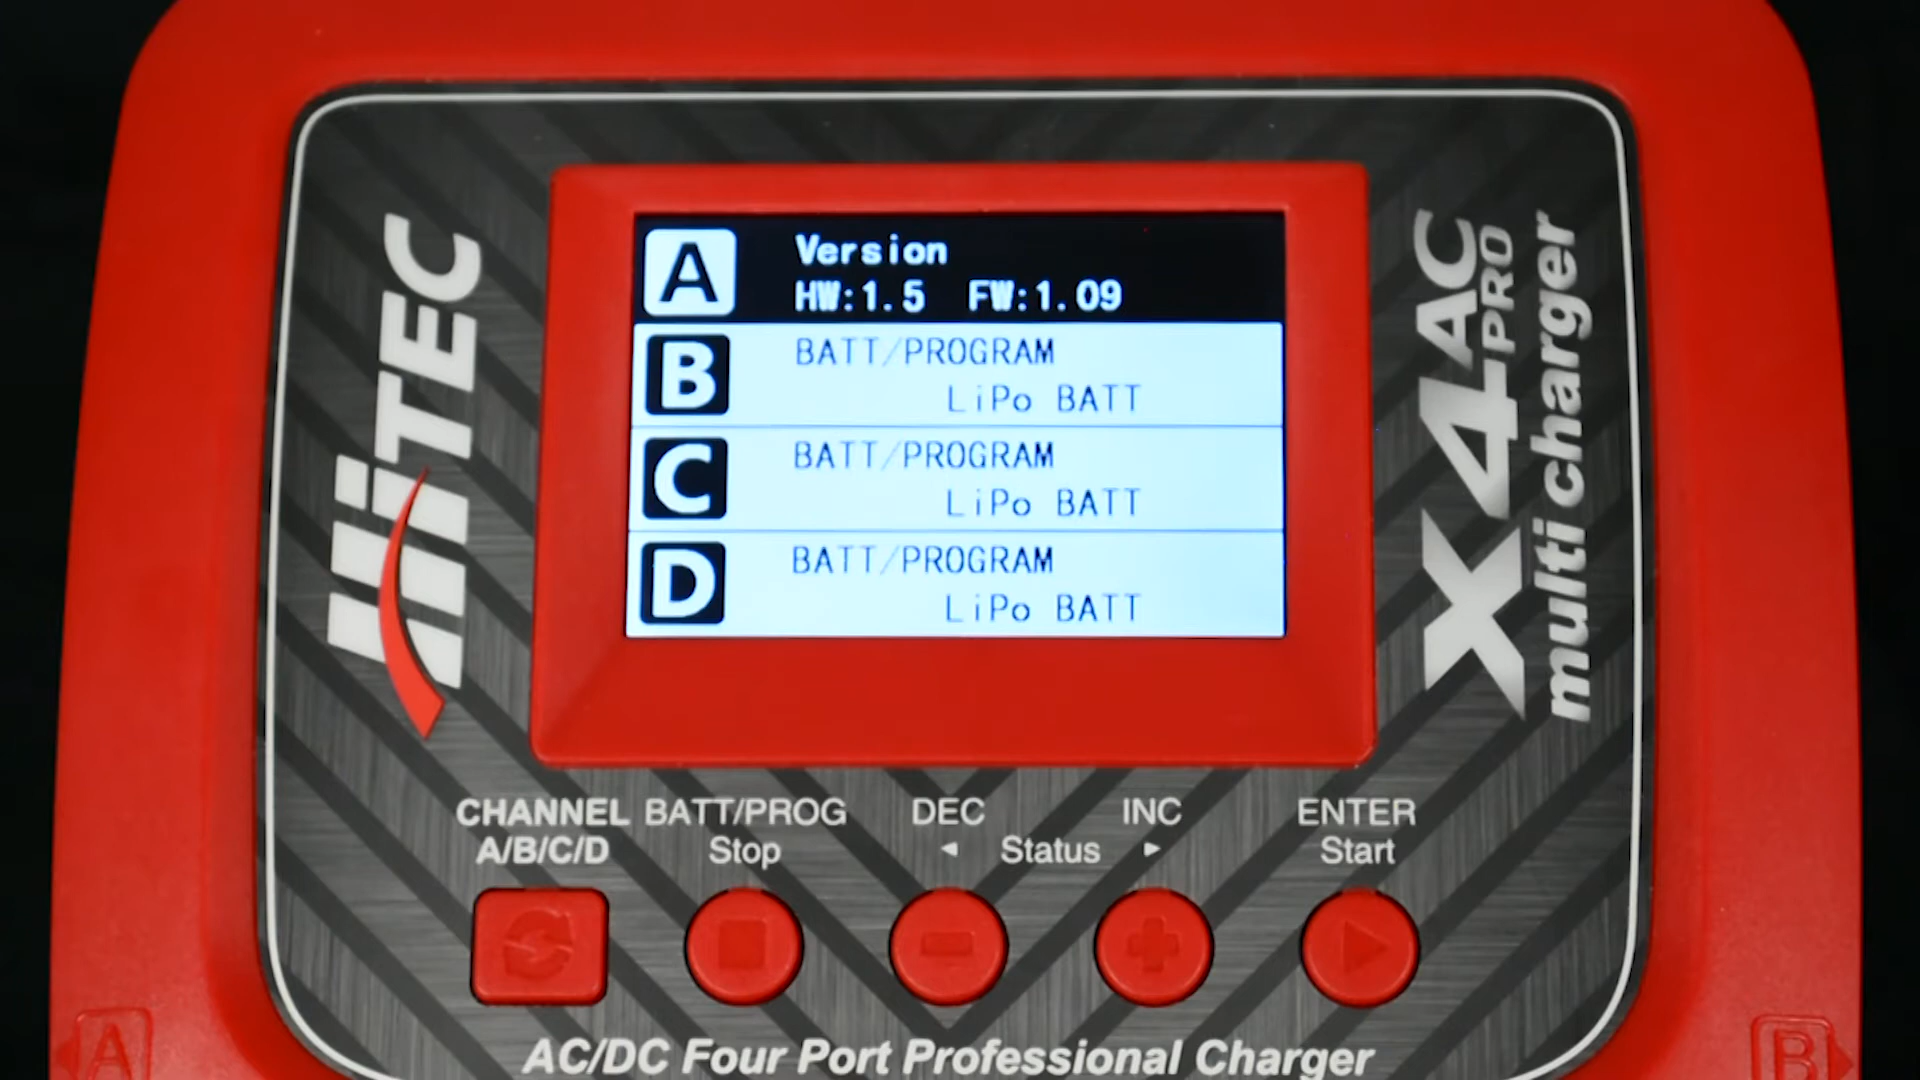 HiTEC
A
Version
HW:1.5 FW:1.09
B
BATT/PROGRAM
LiPo BATT
C
BATT/PROGRAM
LiPo BATT
D
BATT/PROGRAM
LiPo BATT
X4 AC PRO
multi charger
CHANNEL
A/B/C/D
BATT/PROG
Stop
DEC
INC
◂ Status ▸
ENTER
Start
AC/DC Four Port Professional Charger
A
B